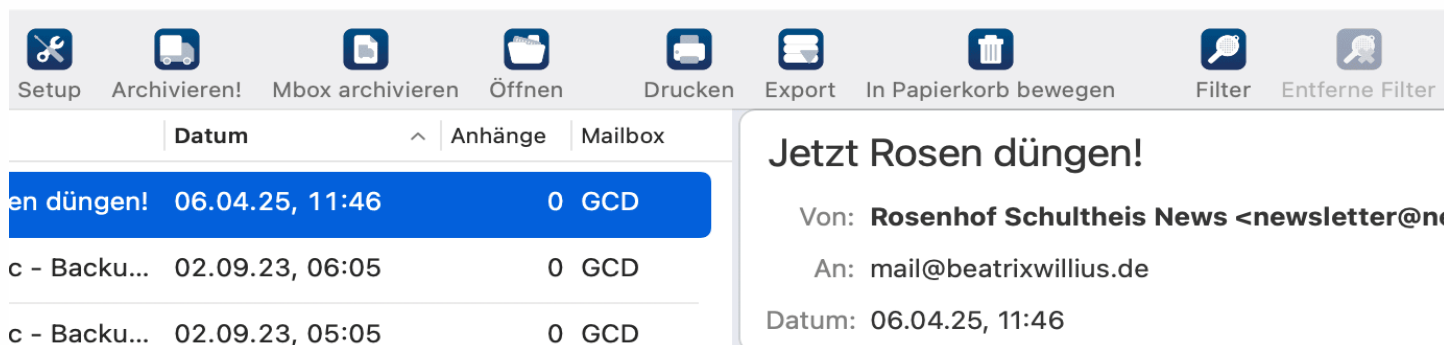 Setup Archivieren! Mbox archivieren Öffnen Drucken Export In Papierkorb bewegen Filter Entferne Filter
Datum Anhänge Mailbox
en düngen! 06.04.25, 11:46 0 GCD
c - Backu... 02.09.23, 06:05 0 GCD
c - Backu... 02.09.23, 05:05 0 GCD
Jetzt Rosen düngen!
Von: Rosenhof Schultheis News <newsletter@ne
An: mail@beatrixwillius.de
Datum: 06.04.25, 11:46